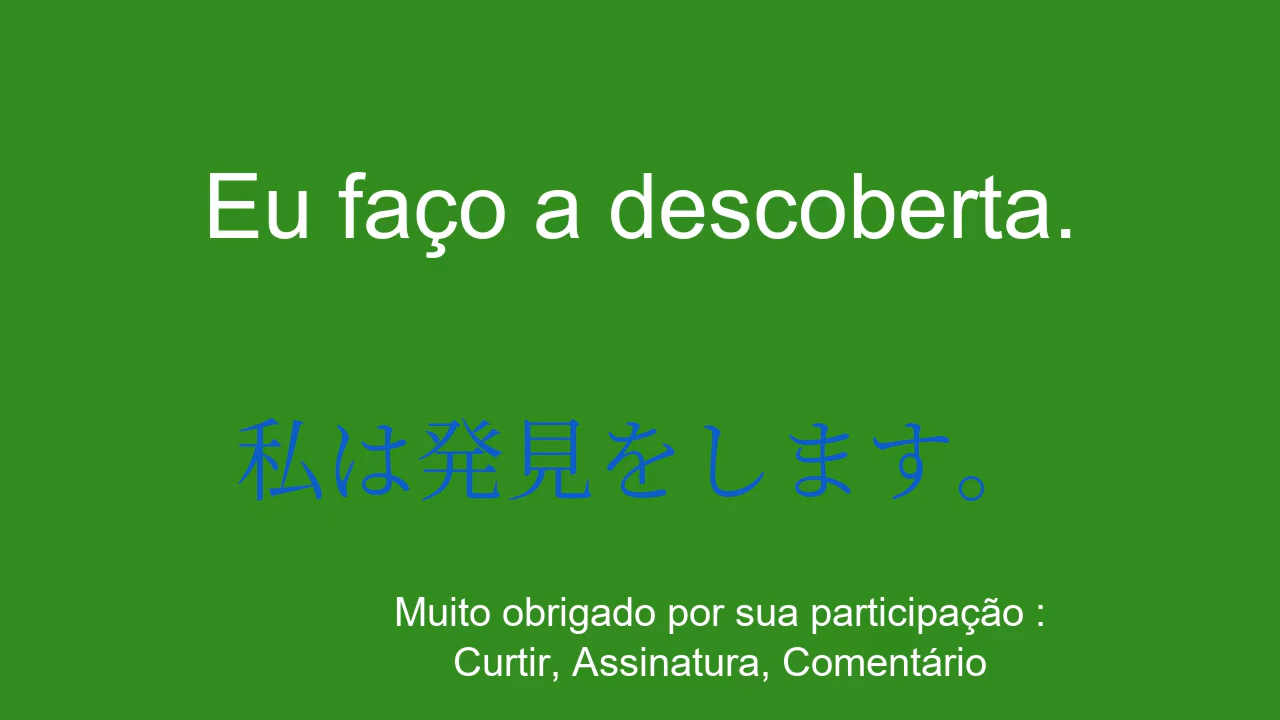 Eu faço a descoberta.
私は発見をします。
Muito obrigado por sua participação :
Curtir, Assinatura, Comentário